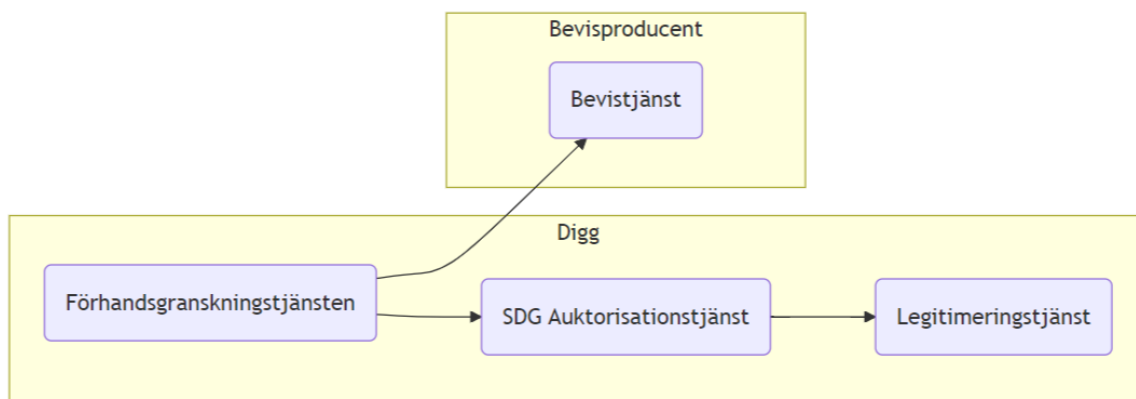 Bevisproducent
Bevistjänst
Digg
Förhandsgranskningstjänsten
SDG Auktorisationstjänst
Legitimeringstjänst